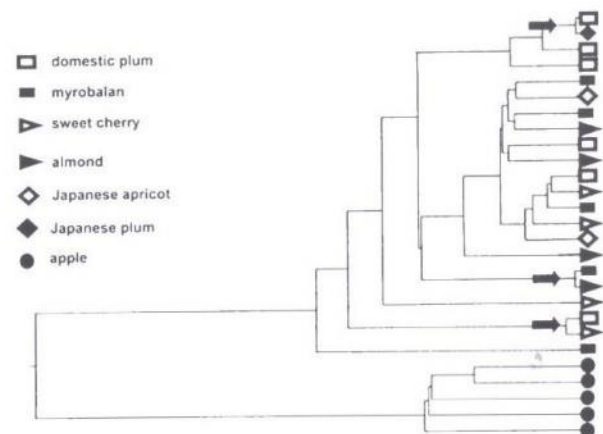 domestic plum
myrobalan
sweet cherry
almond
Japanese apricot
Japanese plum
apple